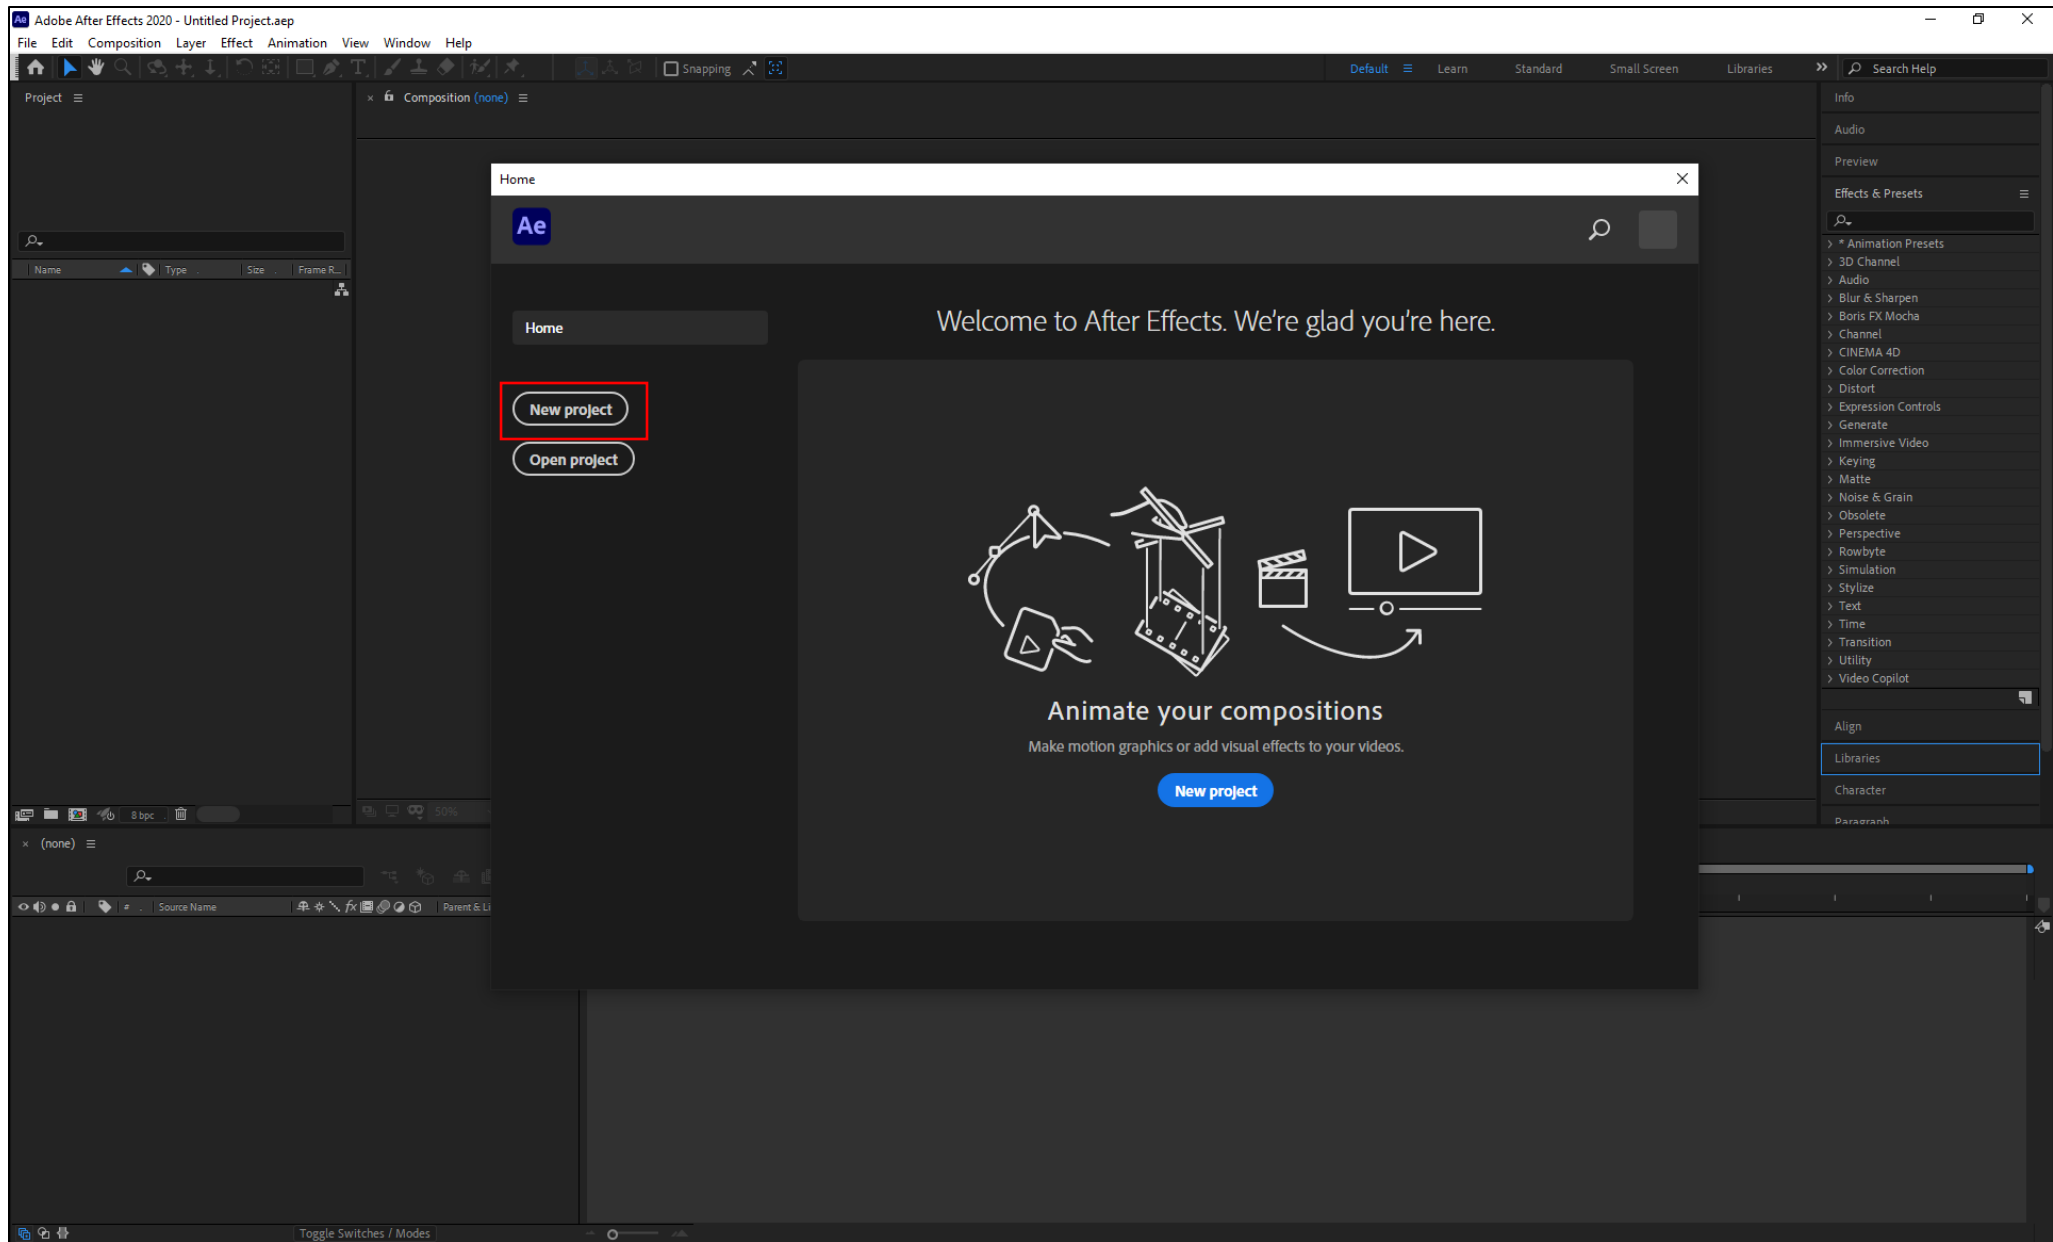 Ae Adobe After Effects 2020 - Untitled Project.aep
File Edit Composition Layer Effect Animation View Window Help
Snapping Default Learn Standard Small Screen Libraries Search Help
Project
Composition (none)
Name Type Size Frame R...
Home
Ae
Home
Welcome to After Effects. We're glad you're here.
New project
Open project
Animate your compositions
Make motion graphics or add visual effects to your videos.
New project
Info
Audio
Preview
Effects & Presets
* Animation Presets
3D Channel
Audio
Blur & Sharpen
Boris FX Mocha
Channel
CINEMA 4D
Color Correction
Distort
Expression Controls
Generate
Immersive Video
Keying
Matte
Noise & Grain
Obsolete
Perspective
Rowbyte
Simulation
Stylize
Text
Time
Transition
Utility
Video Copilot
Align
Libraries
Character
Paragraph
8 bpc
50%
(none)
# Source Name fx Parent & Li
Toggle Switches / Modes